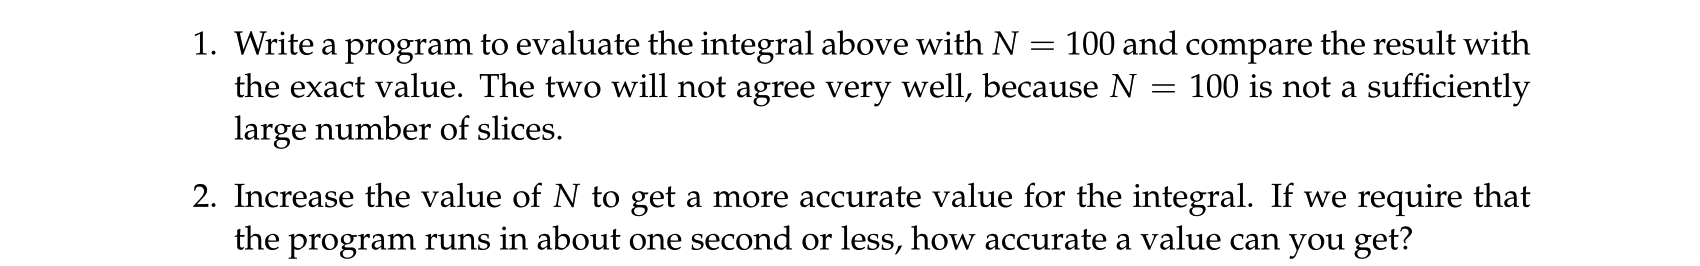 1. Write a program to evaluate the integral above with N = 100 and compare the result with
the exact value. The two will not agree very well, because N = 100 is not a sufficiently
large number of slices.
2. Increase the value of N to get a more accurate value for the integral. If we require that
the program runs in about one second or less, how accurate a value can you get?